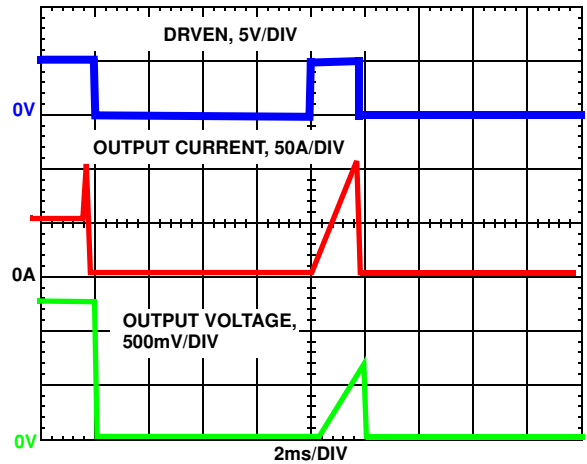 DRVEN, 5V/DIV
0V
OUTPUT CURRENT, 50A/DIV
0A
OUTPUT VOLTAGE,
500mV/DIV
0V
2ms/DIV